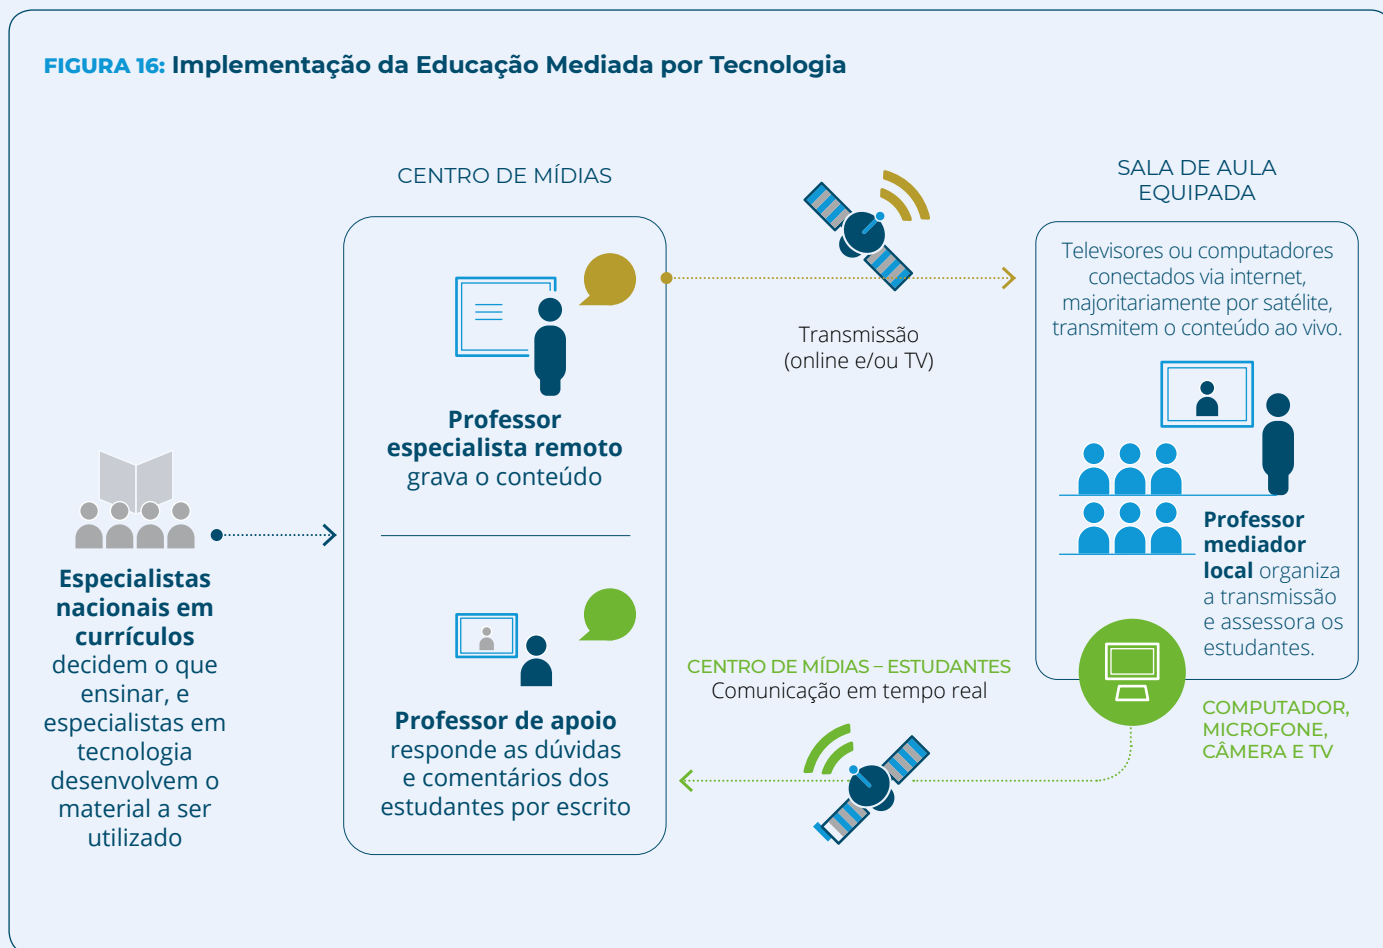 FIGURA 16: Implementação da Educação Mediada por Tecnologia
Especialistas
nacionais em
currículos
decidem o que
ensinar, e
especialistas em
tecnologia
desenvolvem o
material a ser
utilizado
CENTRO DE MÍDIAS
Professor
especialista remoto
grava o conteúdo
Professor de apoio
responde as dúvidas
e comentários dos
estudantes por escrito
Transmissão
(online e/ou TV)
SALA DE AULA
EQUIPADA
Televisores ou computadores
conectados via internet,
majoritariamente por satélite,
transmitem o conteúdo ao vivo.
Professor
mediador
local organiza
a transmissão
e assessora os
estudantes.
COMPUTADOR,
MICROFONE,
CÂMERA E TV
CENTRO DE MÍDIAS – ESTUDANTES
Comunicação em tempo real